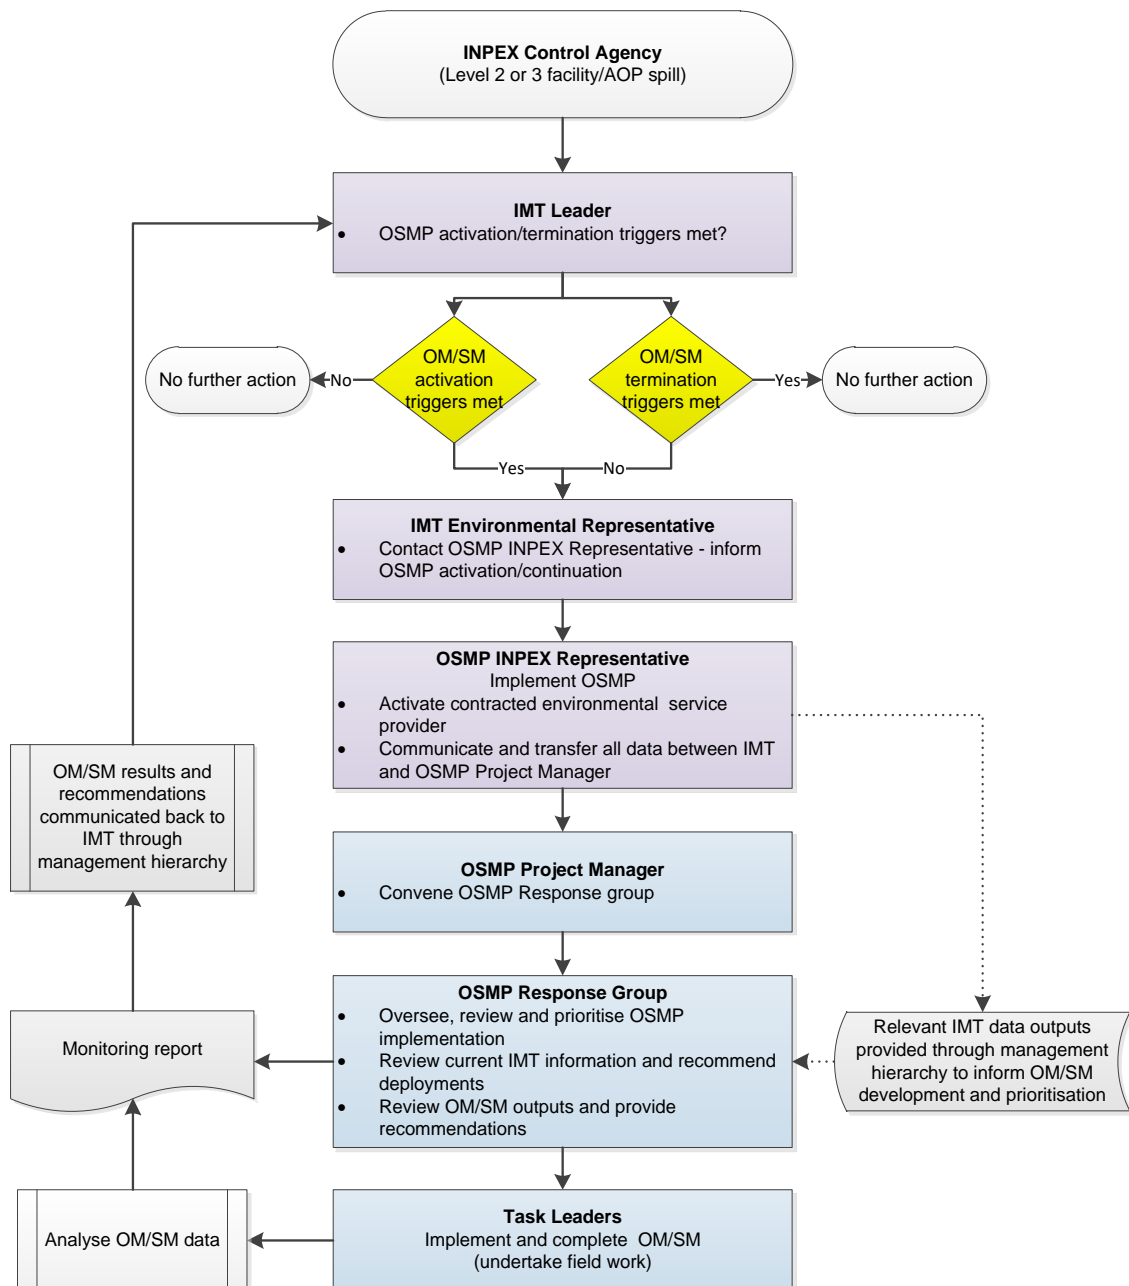 INPEX Control Agency
(Level 2 or 3 facility/AOP spill)
IMT Leader
• OSMP activation/termination triggers met?
OM/SM
activation
triggers met
OM/SM
termination
triggers met
No further action
No
Yes
No further action
Yes
No
IMT Environmental Representative
• Contact OSMP INPEX Representative - inform
OSMP activation/continuation
OSMP INPEX Representative
Implement OSMP
• Activate contracted environmental service
provider
• Communicate and transfer all data between IMT
and OSMP Project Manager
OM/SM results and
recommendations
communicated back to
IMT through
management hierarchy
OSMP Project Manager
• Convene OSMP Response group
OSMP Response Group
• Oversee, review and prioritise OSMP
implementation
• Review current IMT information and recommend
deployments
• Review OM/SM outputs and provide
recommendations
Monitoring report
Relevant IMT data outputs
provided through management
hierarchy to inform OM/SM
development and prioritisation
Task Leaders
Implement and complete OM/SM
(undertake field work)
Analyse OM/SM data